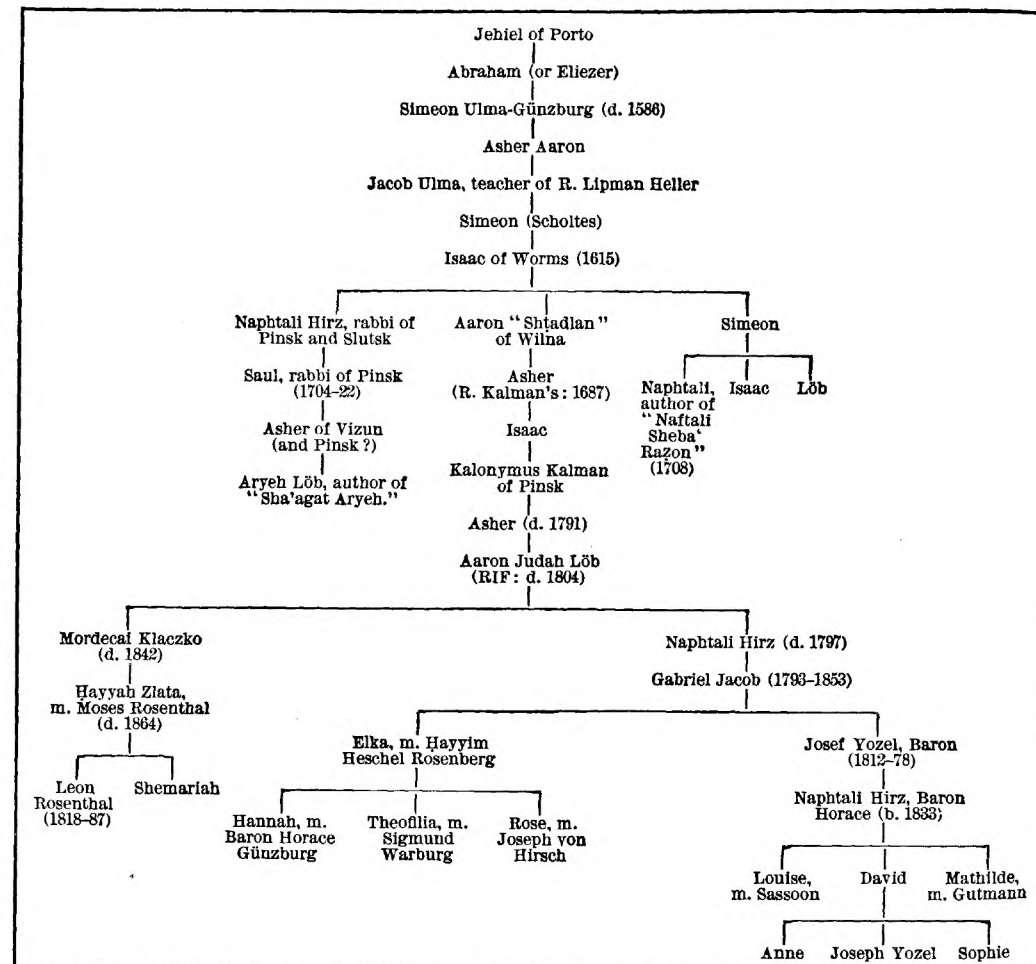 Jehiel of Porto
Abraham (or Eliezer)
Simeon Ulma-Günzburg (d. 1586)
Asher Aaron
Jacob Ulma, teacher of R. Lipman Heller
Simeon (Scholtes)
Isaac of Worms (1615)
Naphtali Hirz, rabbi of
Pinsk and Slutsk
Saul, rabbi of Pinsk
(1704–22)
Asher of Vizun
(and Pinsk?)
Aryeh Löb, author of
"Sha'agat Aryeh."
Aaron "Shtadlan"
of Wilna
Asher
(R. Kalman's: 1687)
Isaac
Kalonymus Kalman
of Pinsk
Asher (d. 1791)
Aaron Judah Löb
(RIF: d. 1804)
Simeon
Naphtali,
author of
"Naftali
Sheba‘
Raẓon"
(1708)
Isaac
Löb
Mordecai Klaczko
(d. 1842)
Ḥayyah Zlata,
m. Moses Rosenthal
(d. 1864)
Leon
Rosenthal
(1818–87)
Shemariah
Naphtali Hirz (d. 1797)
Gabriel Jacob (1793–1853)
Elka, m. Ḥayyim
Heschel Rosenberg
Hannah, m.
Baron Horace
Günzburg
Theofilia, m.
Sigmund
Warburg
Rose, m.
Joseph von
Hirsch
Josef Yozel, Baron
(1812–78)
Naphtali Hirz, Baron
Horace (b. 1833)
Louise,
m. Sassoon
David
Mathilde,
m. Gutmann
Anne
Joseph Yozel
Sophie